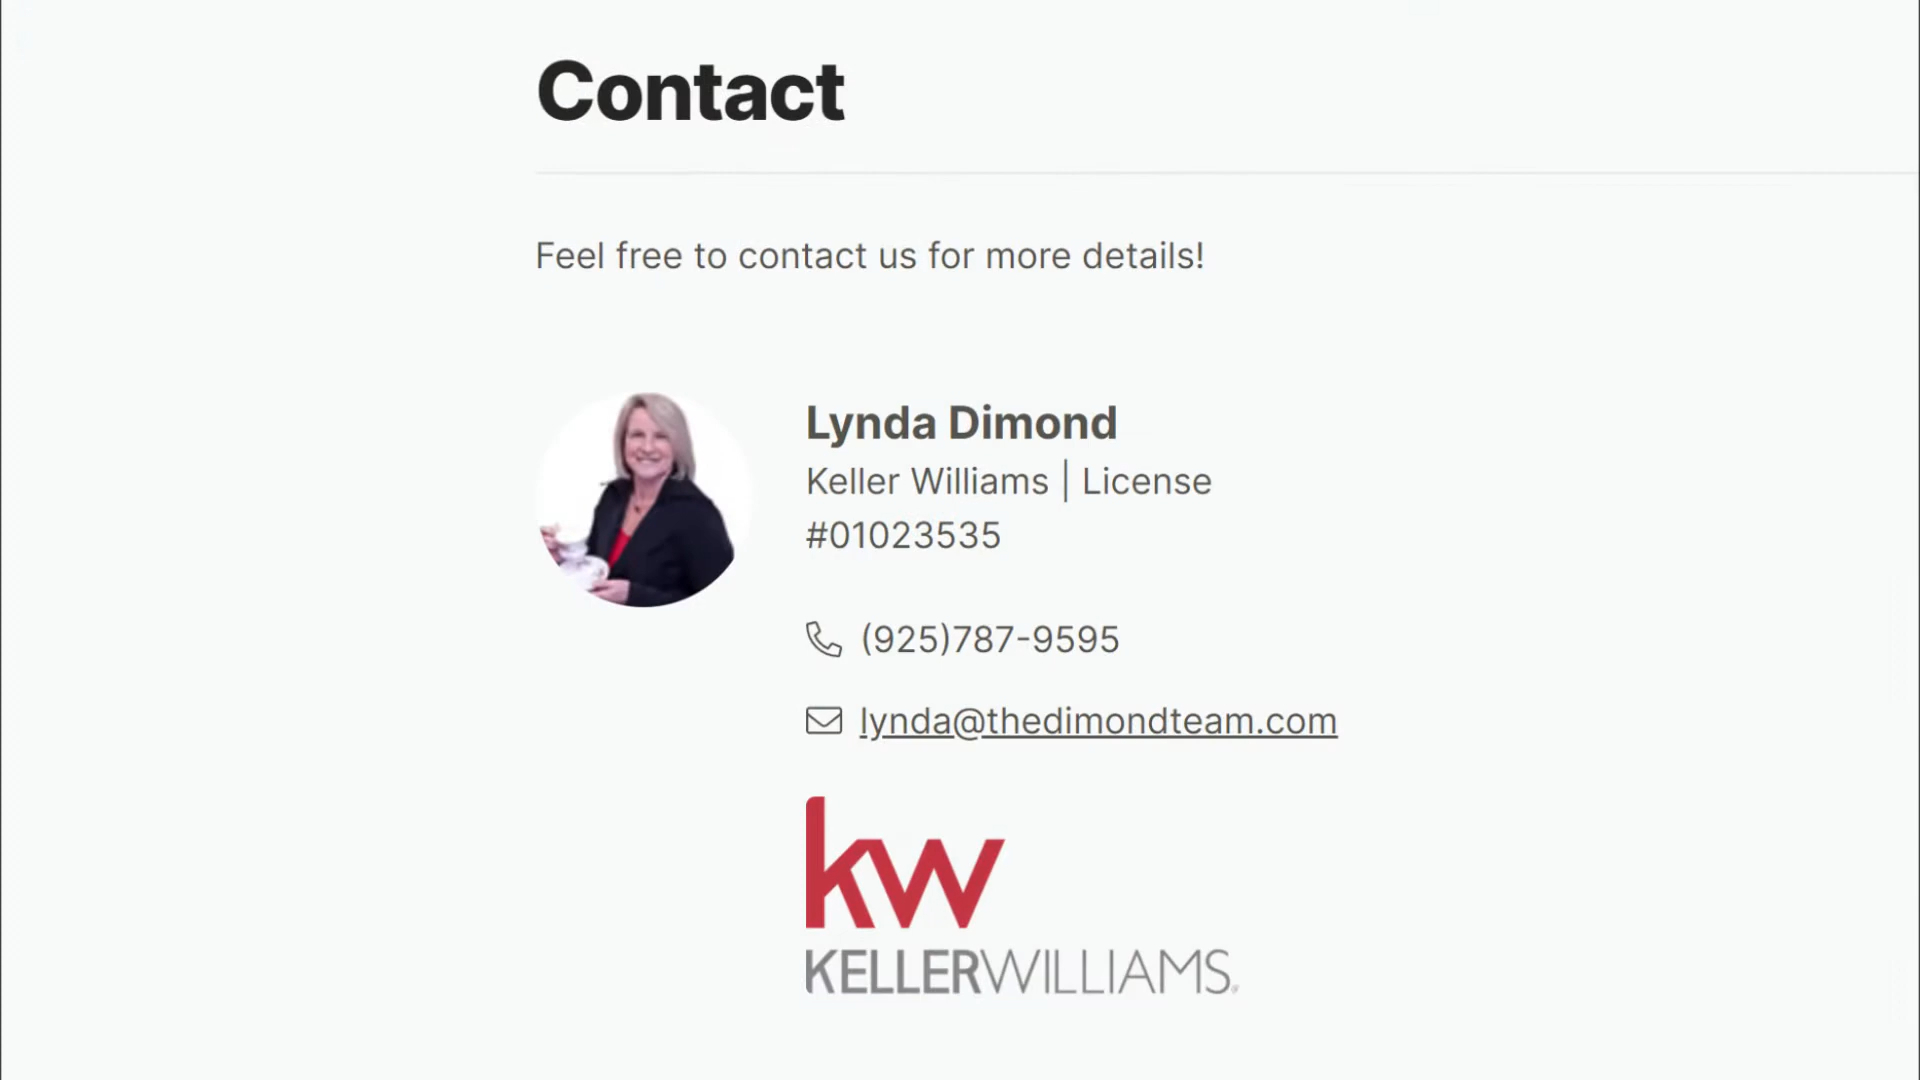 Contact
Feel free to contact us for more details!
Lynda Dimond
Keller Williams | License
#01023535
(925)787-9595
lynda@thedimondteam.com
kw
KELLERWILLIAMS